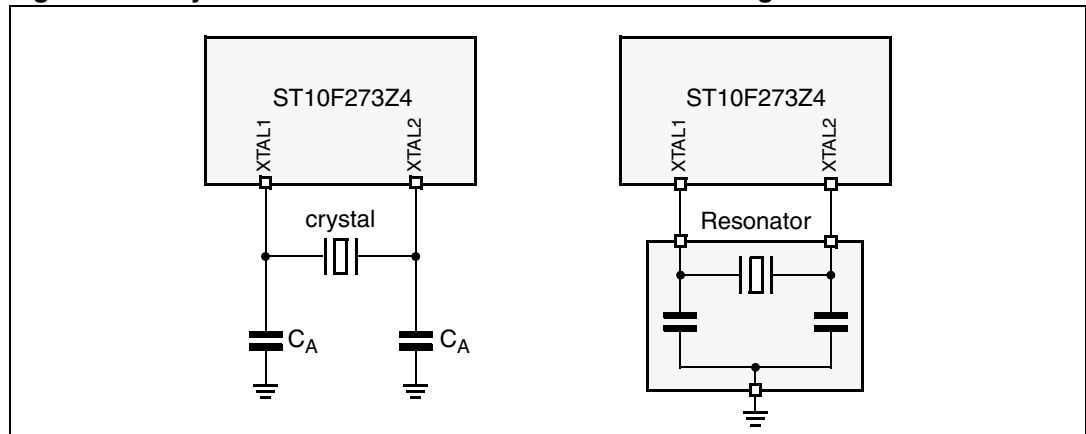 ST10F273Z4
XTAL1
XTAL2
crystal
CA
CA
ST10F273Z4
XTAL1
XTAL2
Resonator